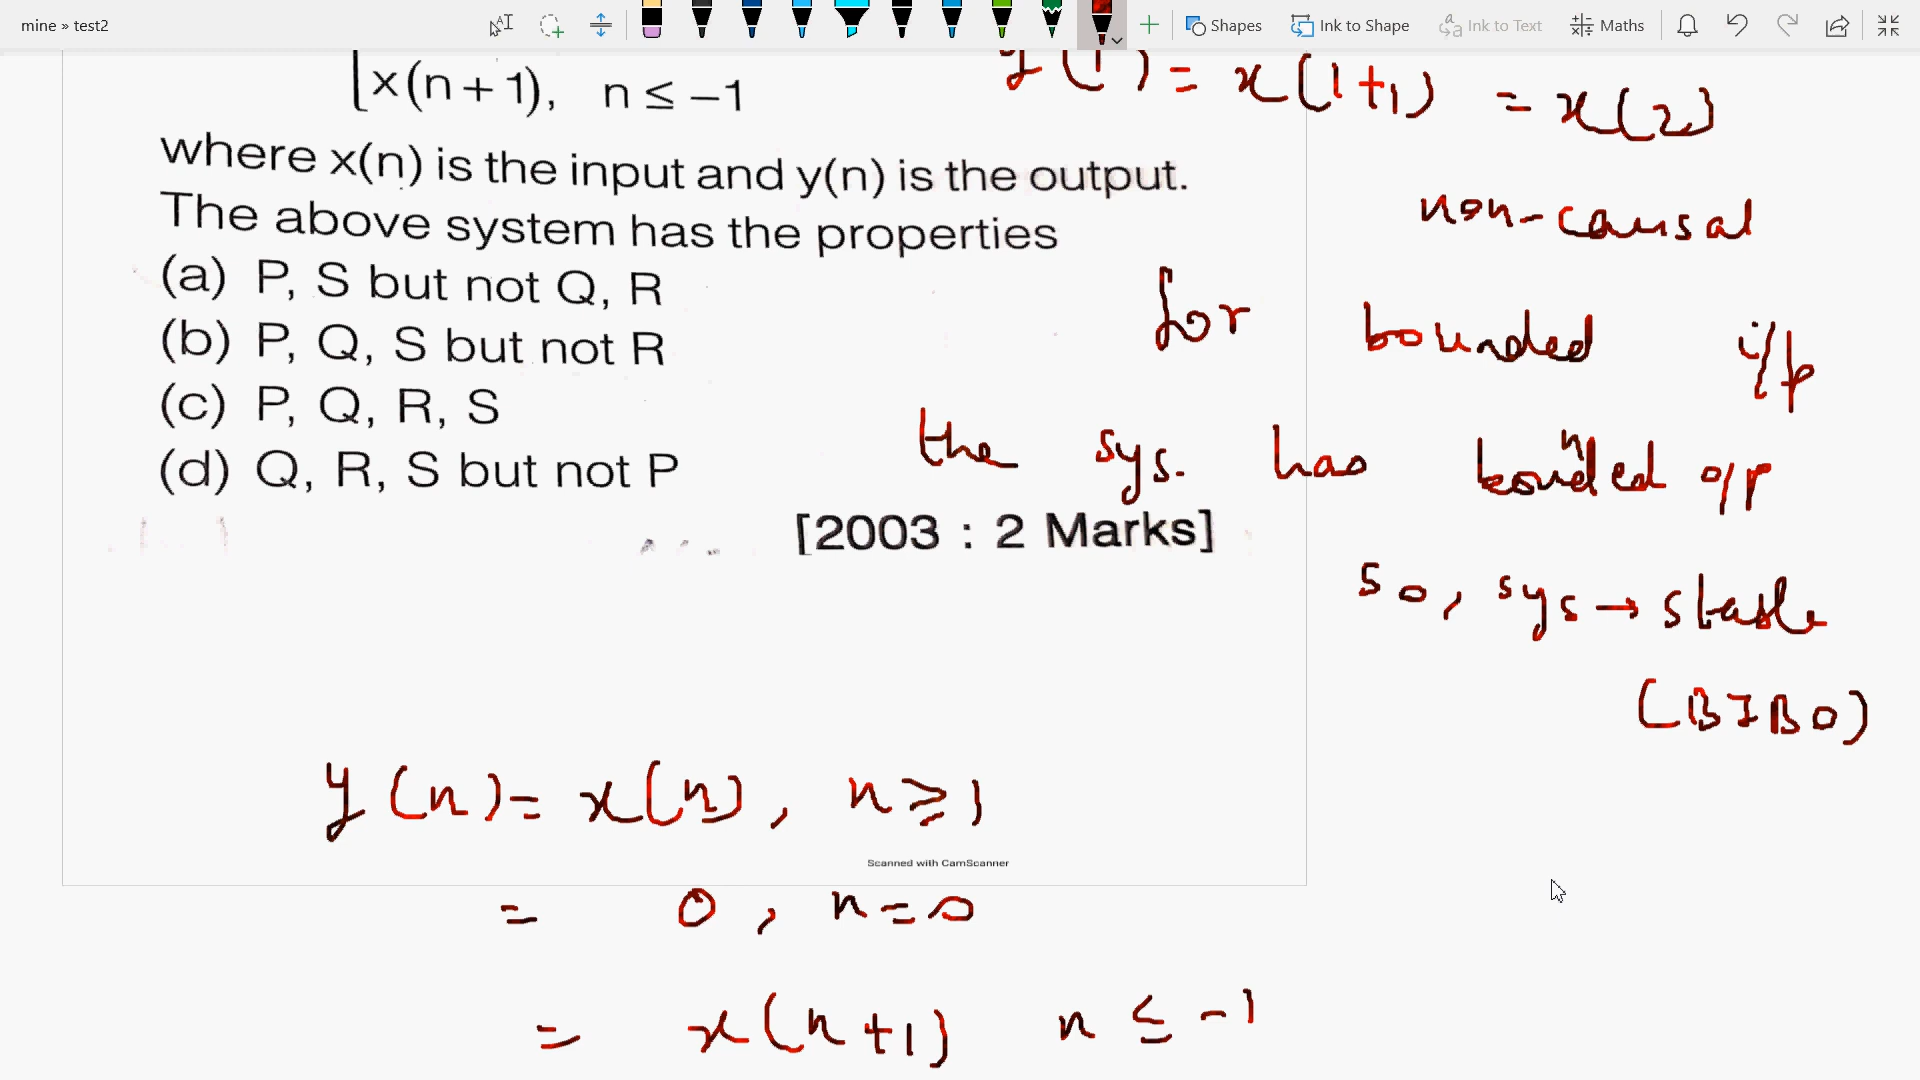 mine » test2
Shapes Ink to Shape Ink to Text Maths
x(n+1), n ≤ −1
y(1) = x(1+1) = x(2)
where x(n) is the input and y(n) is the output.
The above system has the properties
non-causal
(a) P, S but not Q, R
(b) P, Q, S but not R
(c) P, Q, R, S
(d) Q, R, S but not P
[2003 : 2 Marks]
for bounded i/p
the sys. has bounded o/p
so, sys → stable
(BIBO)
y(n) = x(n), n ≥ 1
Scanned with CamScanner
= 0, n = 0
= x(n+1) n ≤ -1